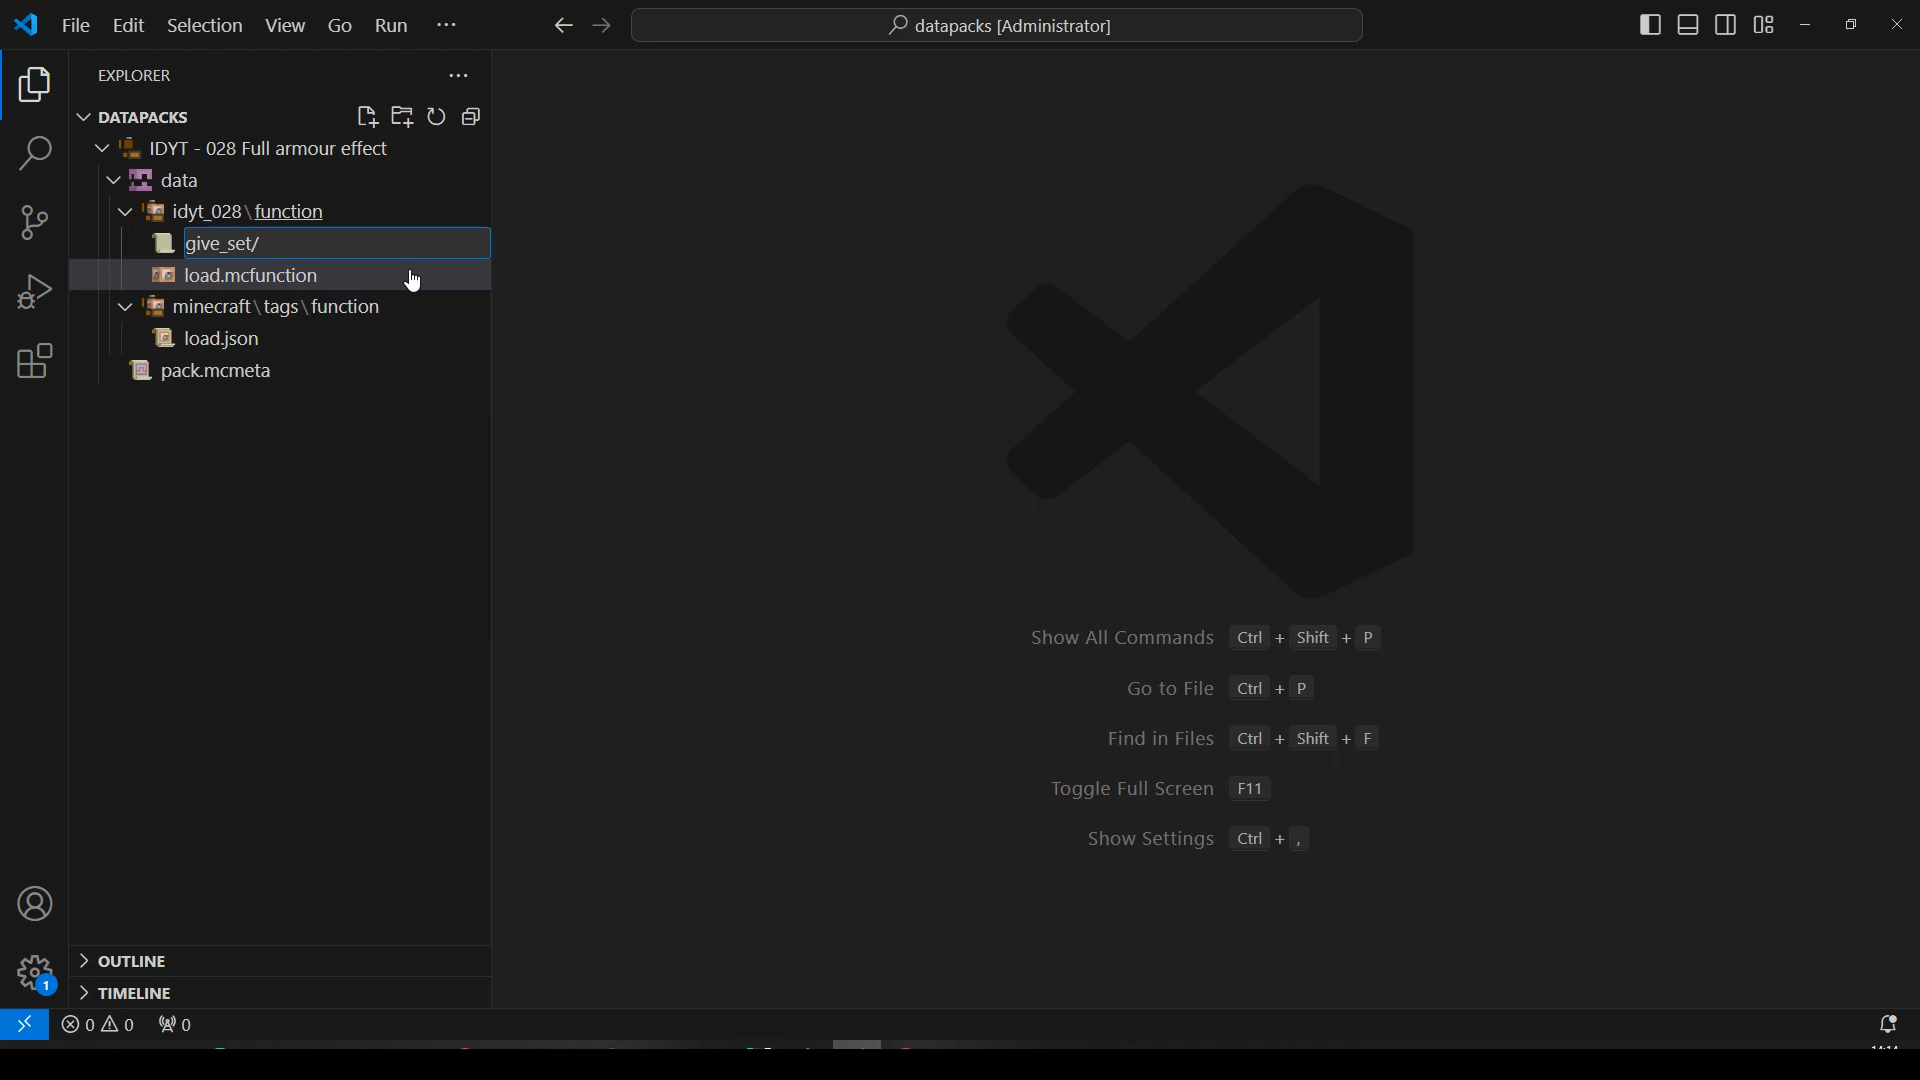 File Edit Selection View Go Run ···
datapacks [Administrator]
EXPLORER
DATAPACKS
IDYT - 028 Full armour effect
data
idyt_028\function
give_set/
load.mcfunction
minecraft\tags\function
load.json
pack.mcmeta
Show All Commands Ctrl + Shift + P
Go to File Ctrl + P
Find in Files Ctrl + Shift + F
Toggle Full Screen F11
Show Settings Ctrl + ,
OUTLINE
1
TIMELINE
0 0 0